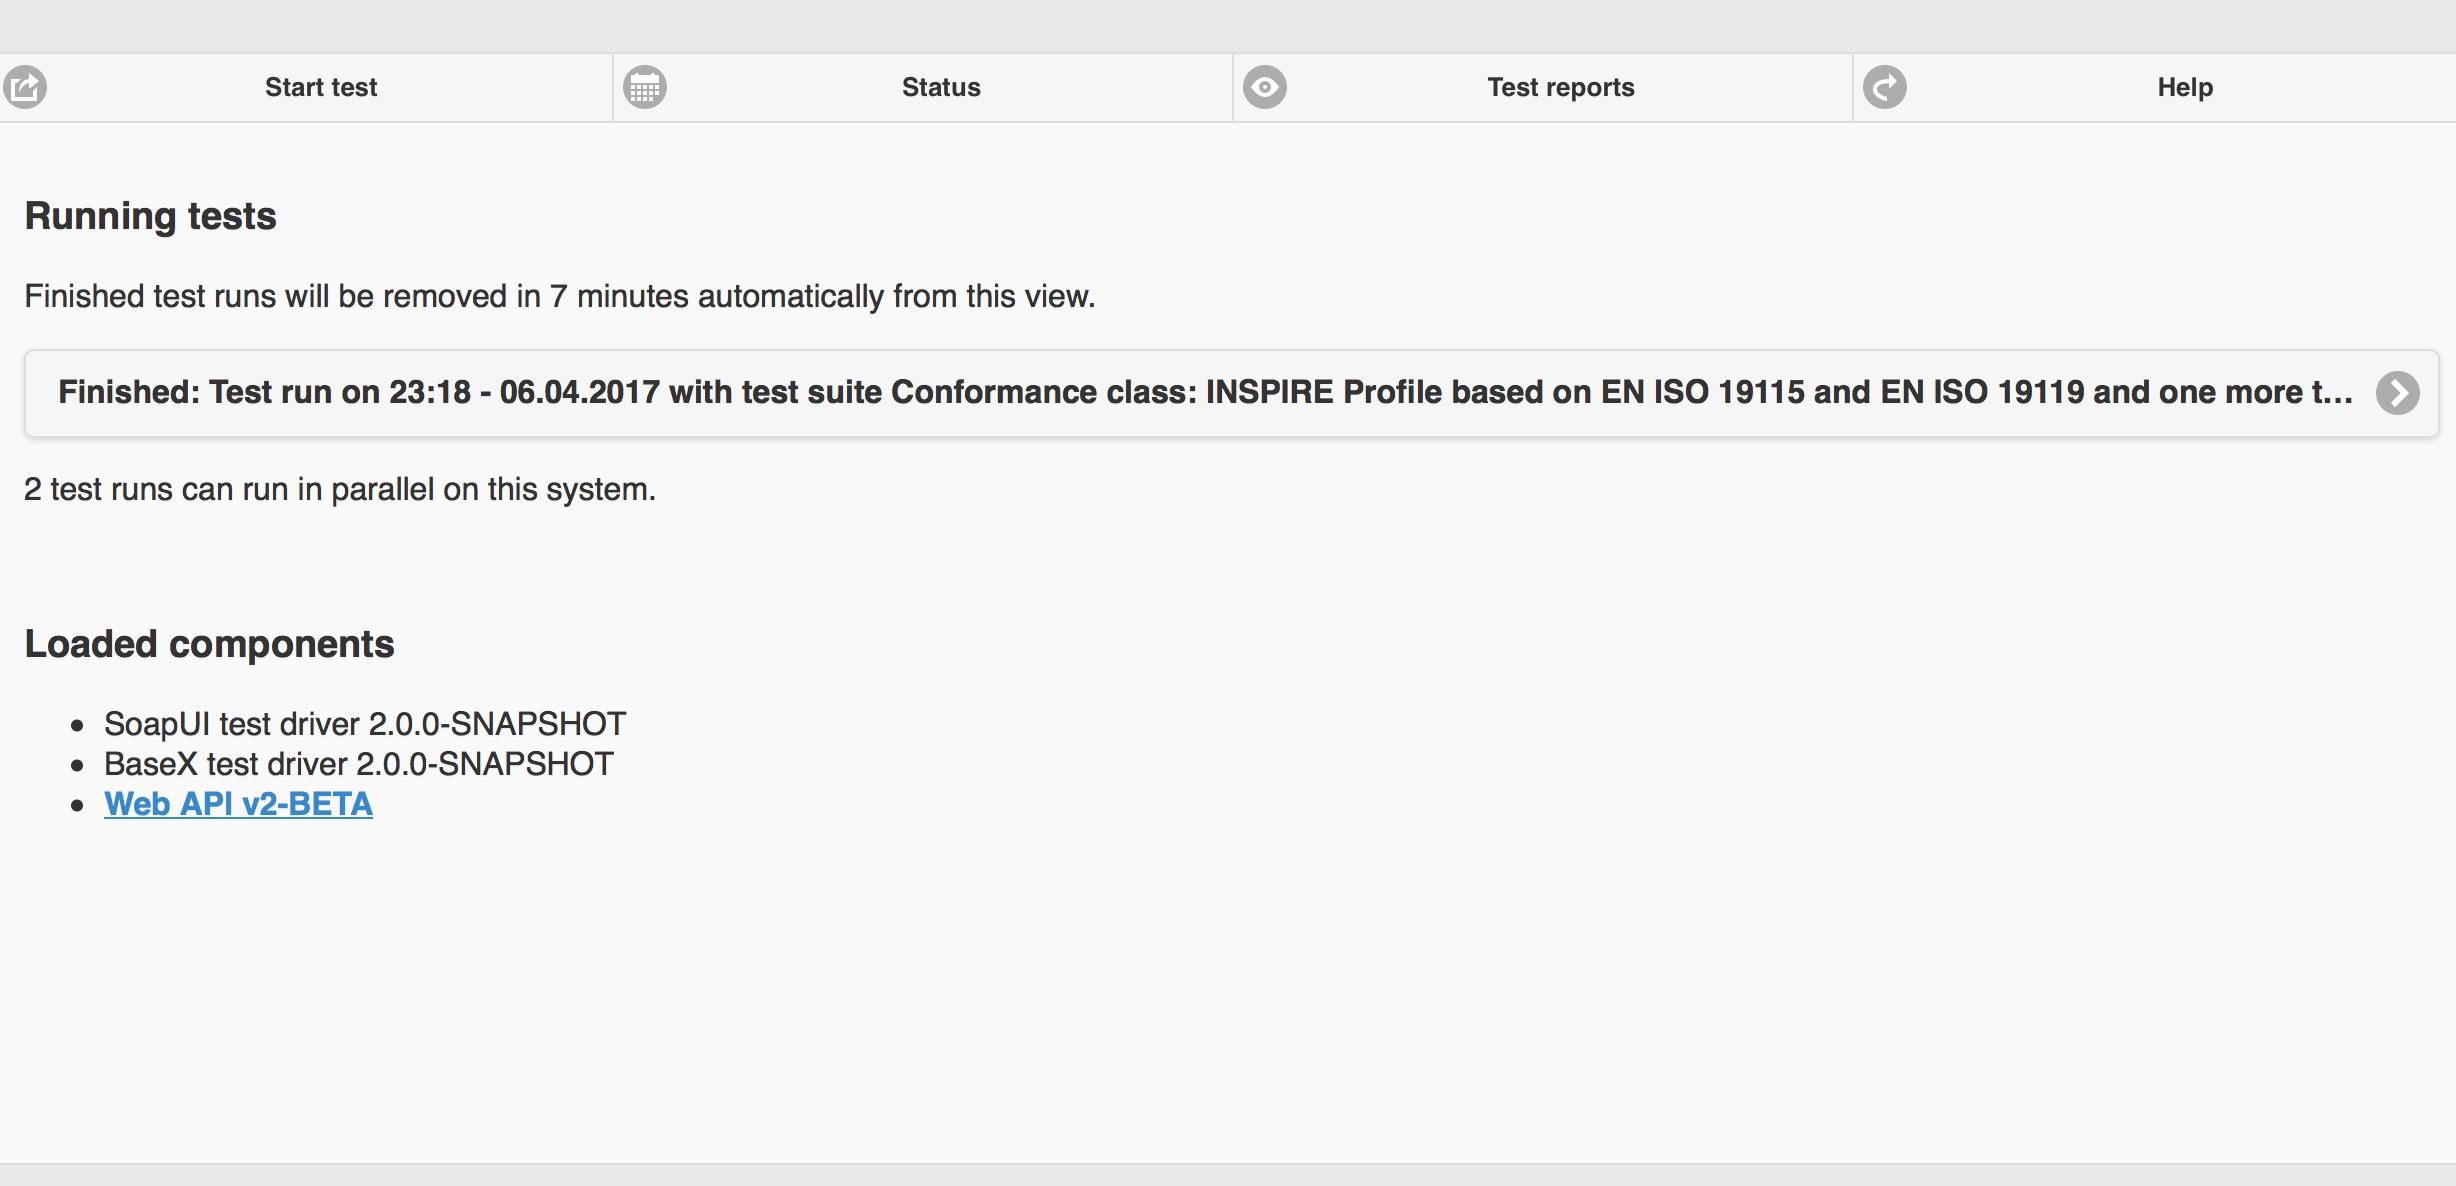 Start test
Status
Test reports
Help
Running tests
Finished test runs will be removed in 7 minutes automatically from this view.
Finished: Test run on 23:18 - 06.04.2017 with test suite Conformance class: INSPIRE Profile based on EN ISO 19115 and EN ISO 19119 and one more t...
2 test runs can run in parallel on this system.
Loaded components
SoapUI test driver 2.0.0-SNAPSHOT
BaseX test driver 2.0.0-SNAPSHOT
Web API v2-BETA